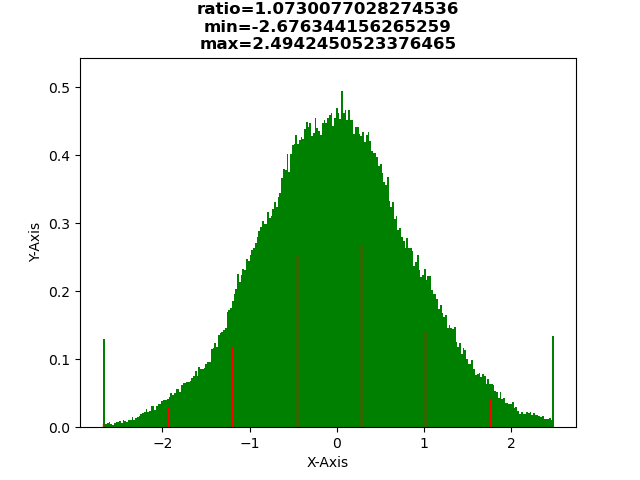 ratio=1.0730077028274536
min=-2.676344156265259
max=2.4942450523376465
0.5
0.4
0.3
0.2
0.1
0.0
Y-Axis
−2
−1
0
1
2
X-Axis